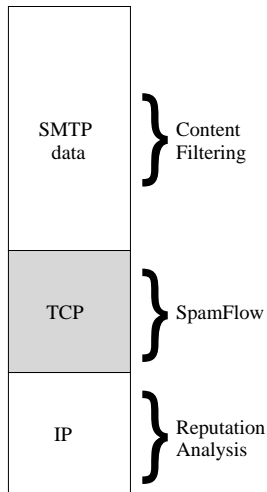 SMTP
data
Content
Filtering
TCP
SpamFlow
IP
Reputation
Analysis